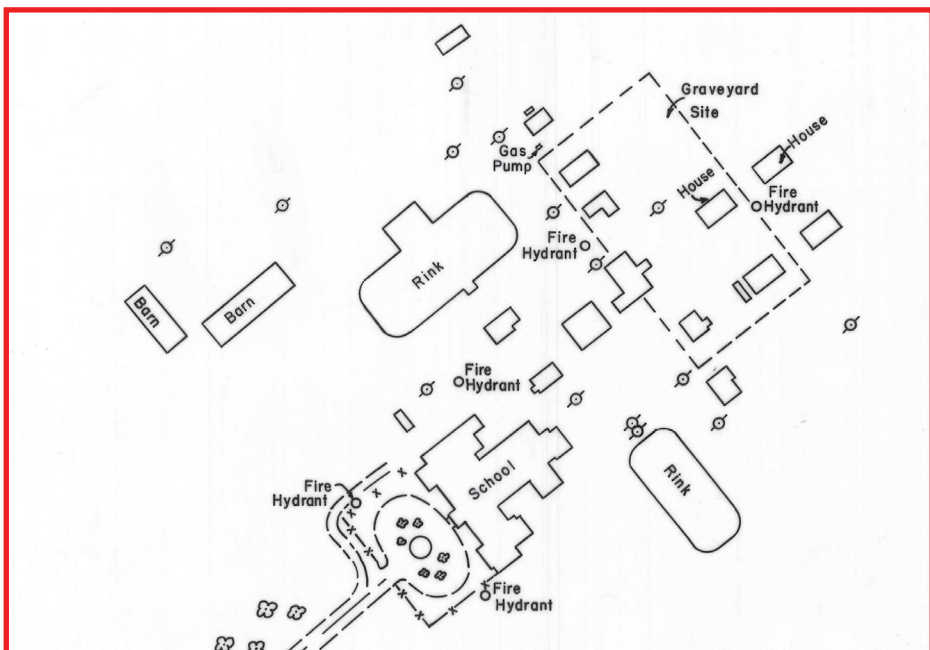 Graveyard
Site
House
Gas
Pump
House
Fire
Hydrant
Fire
Hydrant
Rink
Barn
Barn
Fire
Hydrant
School
Rink
Fire
Hydrant
Fire
Hydrant